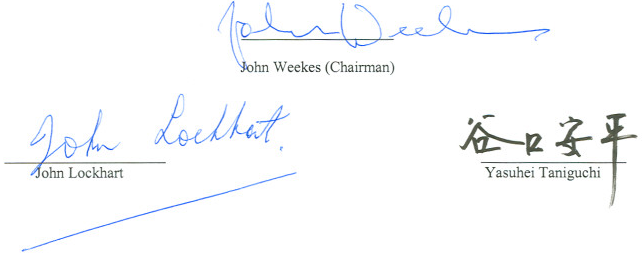 John Weekes
John Weekes (Chairman)
John Lockhart.
John Lockhart
谷口安平
Yasuhei Taniguchi